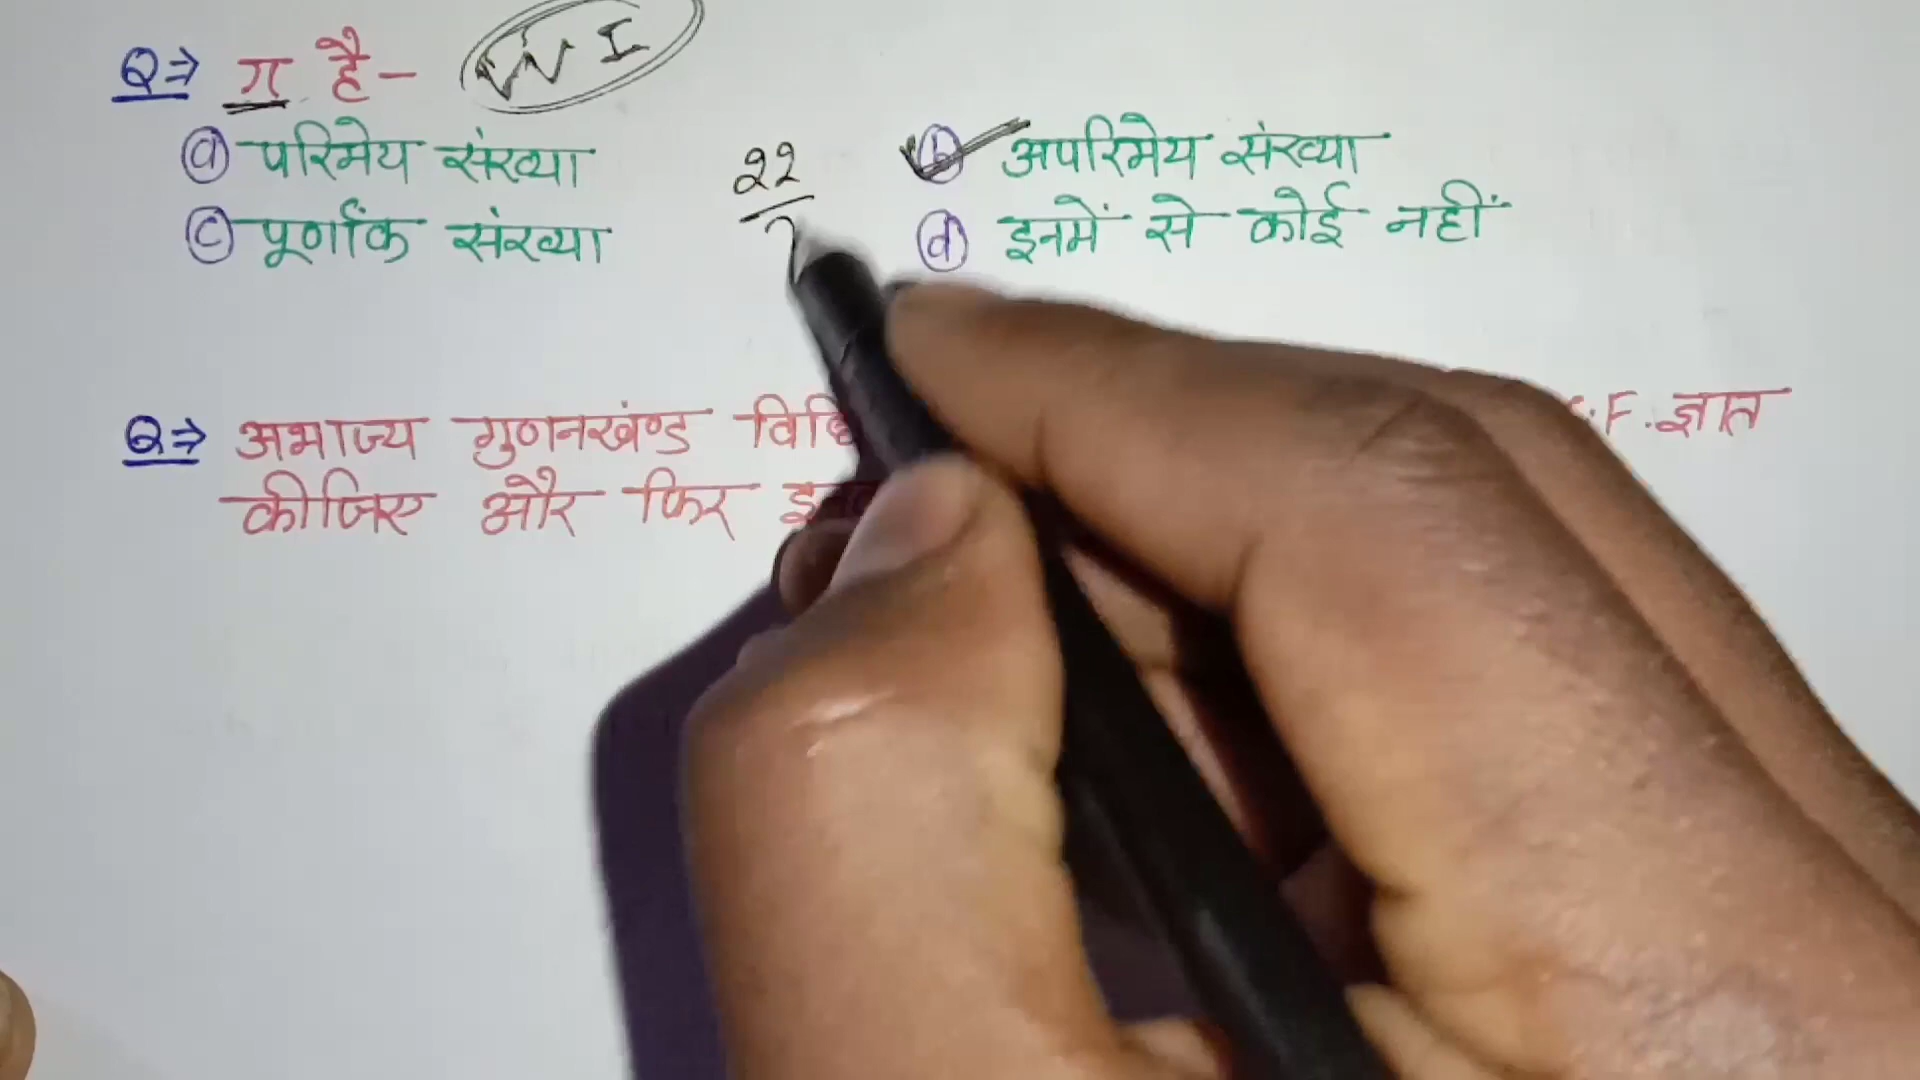 Q⇒ π है–
VVI
ⓐ परिमेय संख्या
ⓑ अपरिमेय संख्या
ⓒ पूर्णांक संख्या
ⓓ इनमें से कोई नहीं
22
7
Q⇒ अभाज्य गुणनखंड F. ज्ञात
कीजिए और फिर